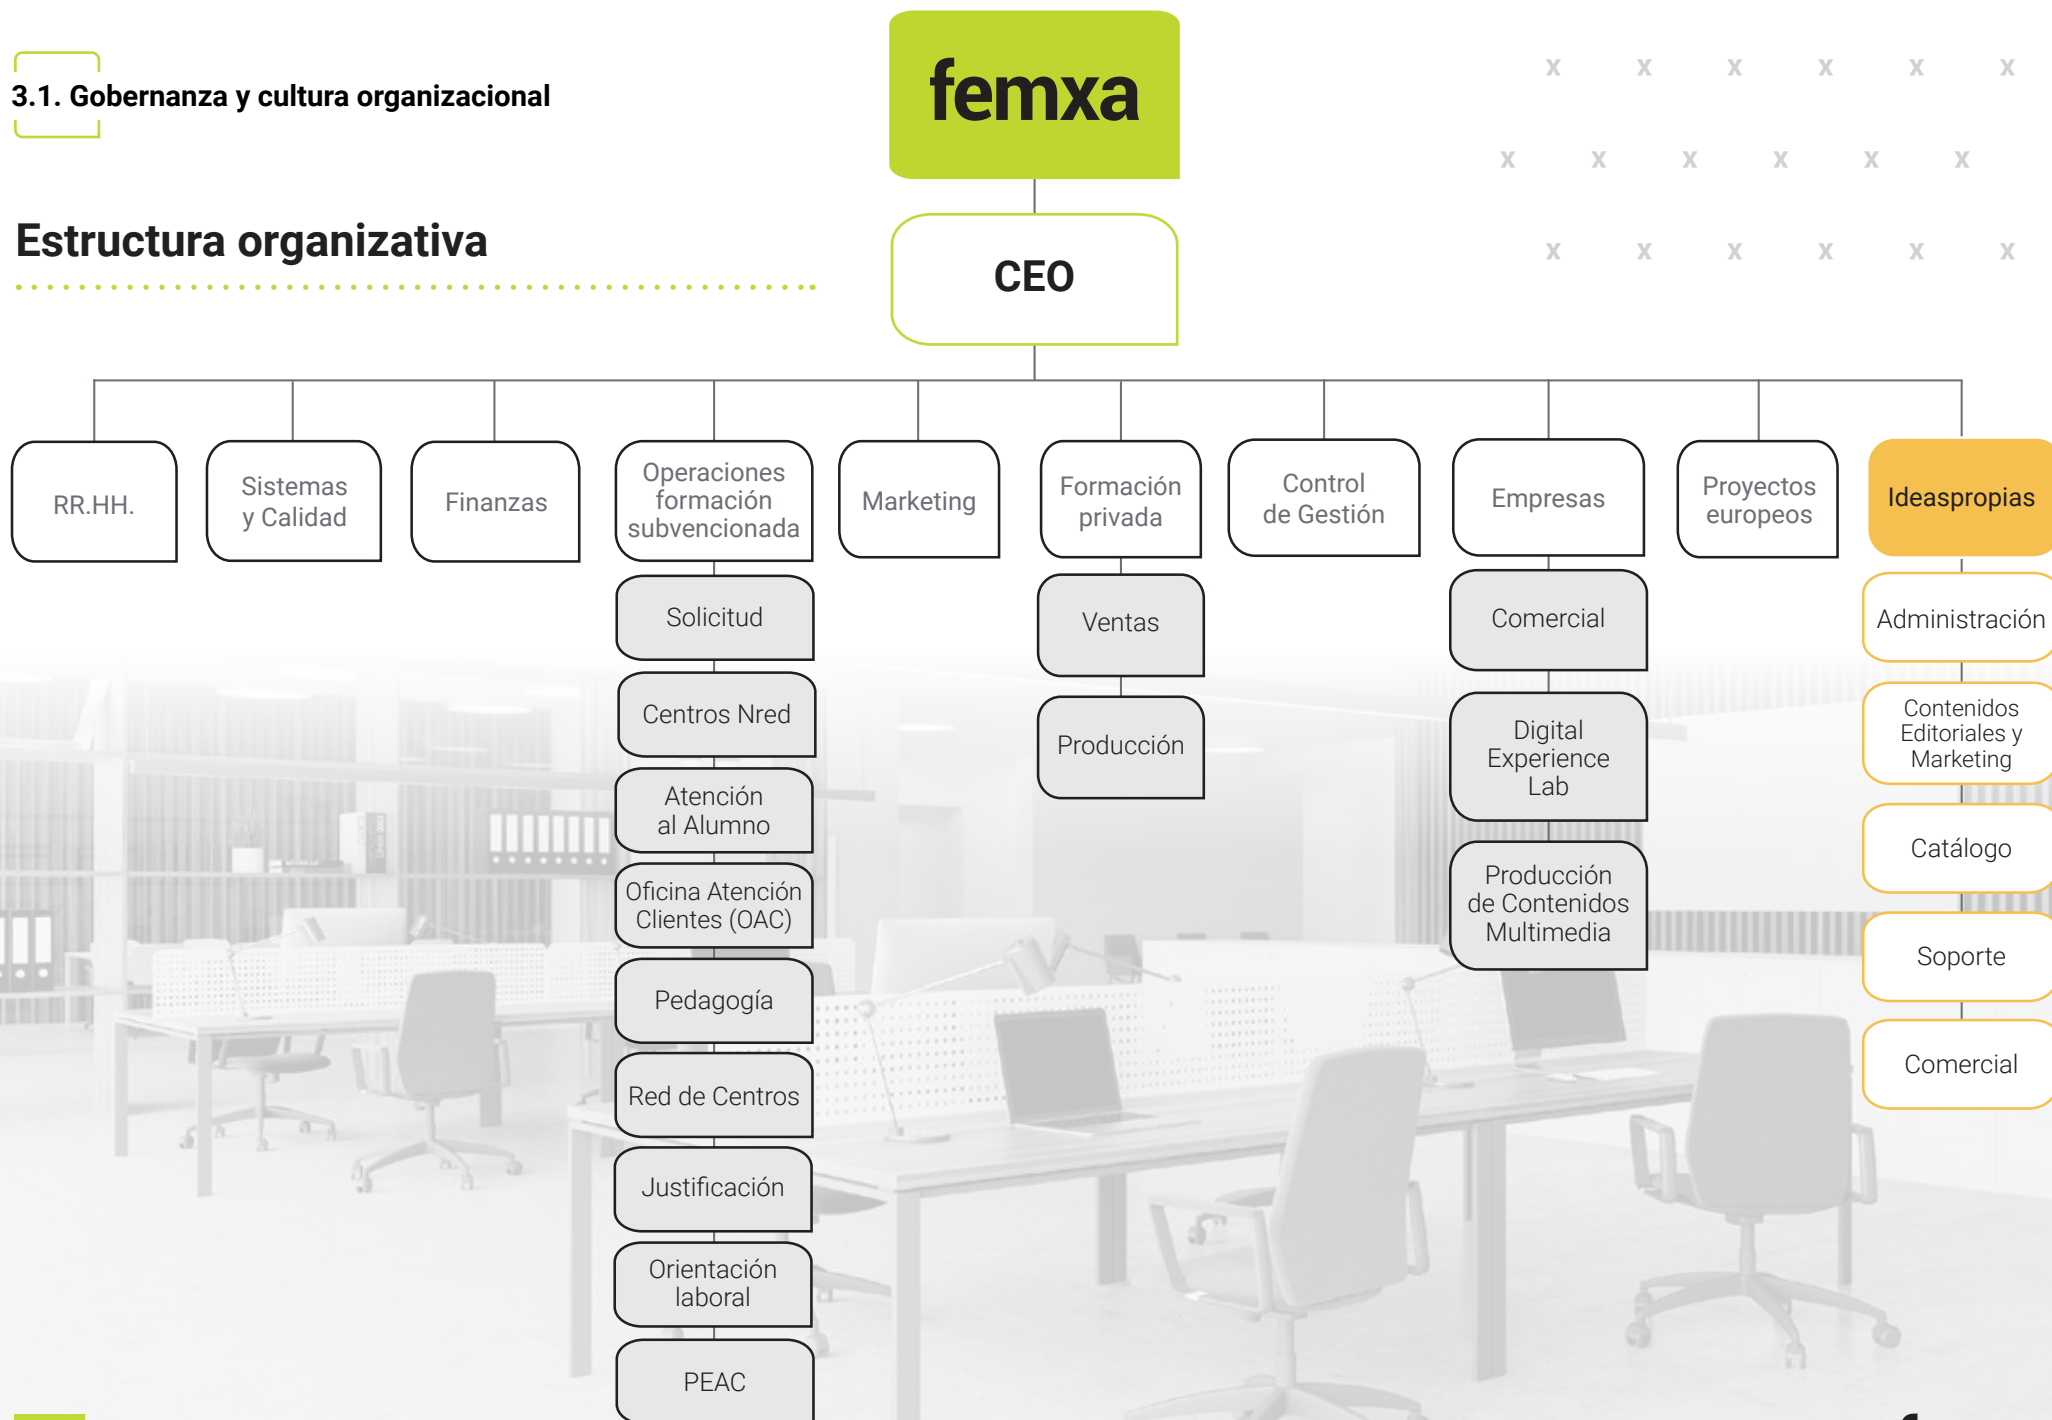 3.1. Gobernanza y cultura organizacional
femxa
x x x x x x
x x x x x x
Estructura organizativa
x x x x x x
CEO
RR.HH.
Sistemas
y Calidad
Finanzas
Operaciones
formación
subvencionada
Marketing
Formación
privada
Control
de Gestión
Empresas
Proyectos
europeos
Ideaspropias
Solicitud
Centros Nred
Atención
al Alumno
Oficina Atención
Clientes (OAC)
Pedagogía
Red de Centros
Justificación
Orientación
laboral
PEAC
Ventas
Producción
Comercial
Digital
Experience
Lab
Producción
de Contenidos
Multimedia
Administración
Contenidos
Editoriales y
Marketing
Catálogo
Soporte
Comercial